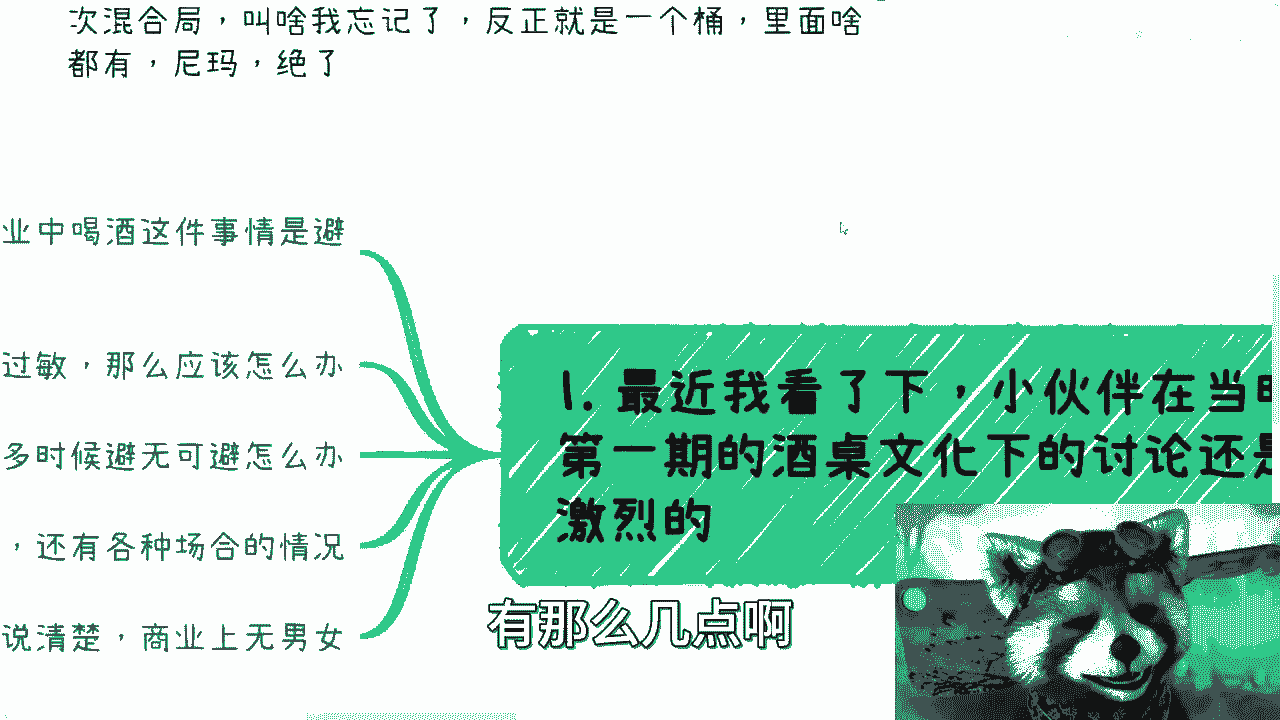 次混合局，叫啥我忘记了，反正就是一个桶，里面啥
都有，尼玛，绝了
业中喝酒这件事情是避
过敏，那么应该怎么办
多时候避无可避怎么办
，还有各种场合的情况
说清楚，商业上无男女
1. 最近我看了下，小伙伴在当时
第一期的酒桌文化下的讨论还是
激烈的
有那么几点啊